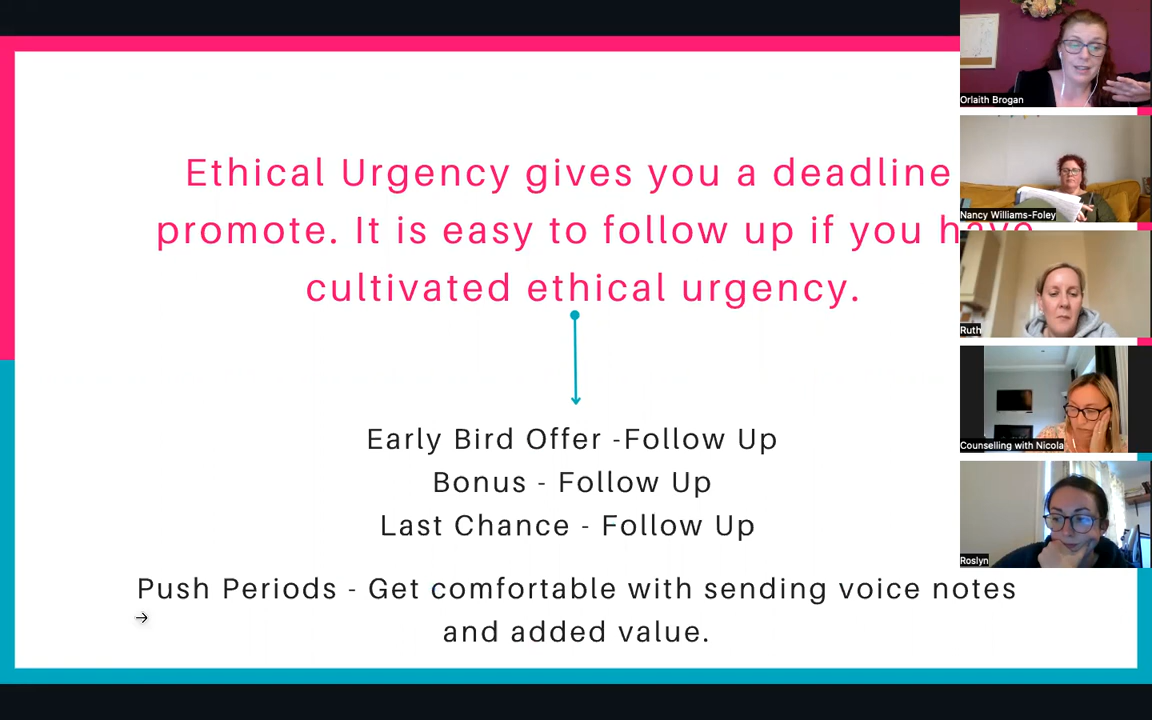 Ethical Urgency gives you a deadline
promote. It is easy to follow up if you have
cultivated ethical urgency.
Early Bird Offer -Follow Up
Bonus - Follow Up
Last Chance - Follow Up
Push Periods - Get comfortable with sending voice notes
and added value.
Orlaith Brogan
Nancy Williams-Foley
Ruth
Counselling with Nicola
Roslyn